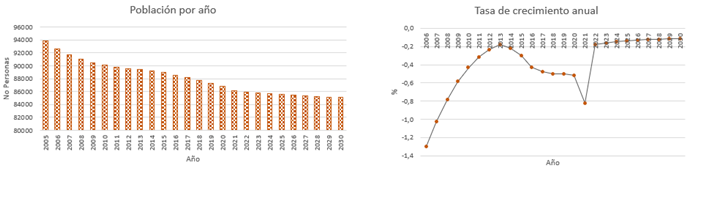 Población por año
96000
94000
92000
90000
88000
86000
84000
82000
80000
No Personas
2005 2006 2007 2008 2009 2010 2011 2012 2013 2014 2015 2016 2017 2018 2019 2020 2021 2022 2023 2024 2025 2026 2027 2028 2029 2030
Año
Tasa de crecimiento anual
0,0
-0,2
-0,4
-0,6
-0,8
-1,0
-1,2
-1,4
%
2006 2007 2008 2009 2010 2011 2012 2013 2014 2015 2016 2017 2018 2019 2020 2021 2022 2023 2024 2025 2026 2027 2028 2029 2030
Año